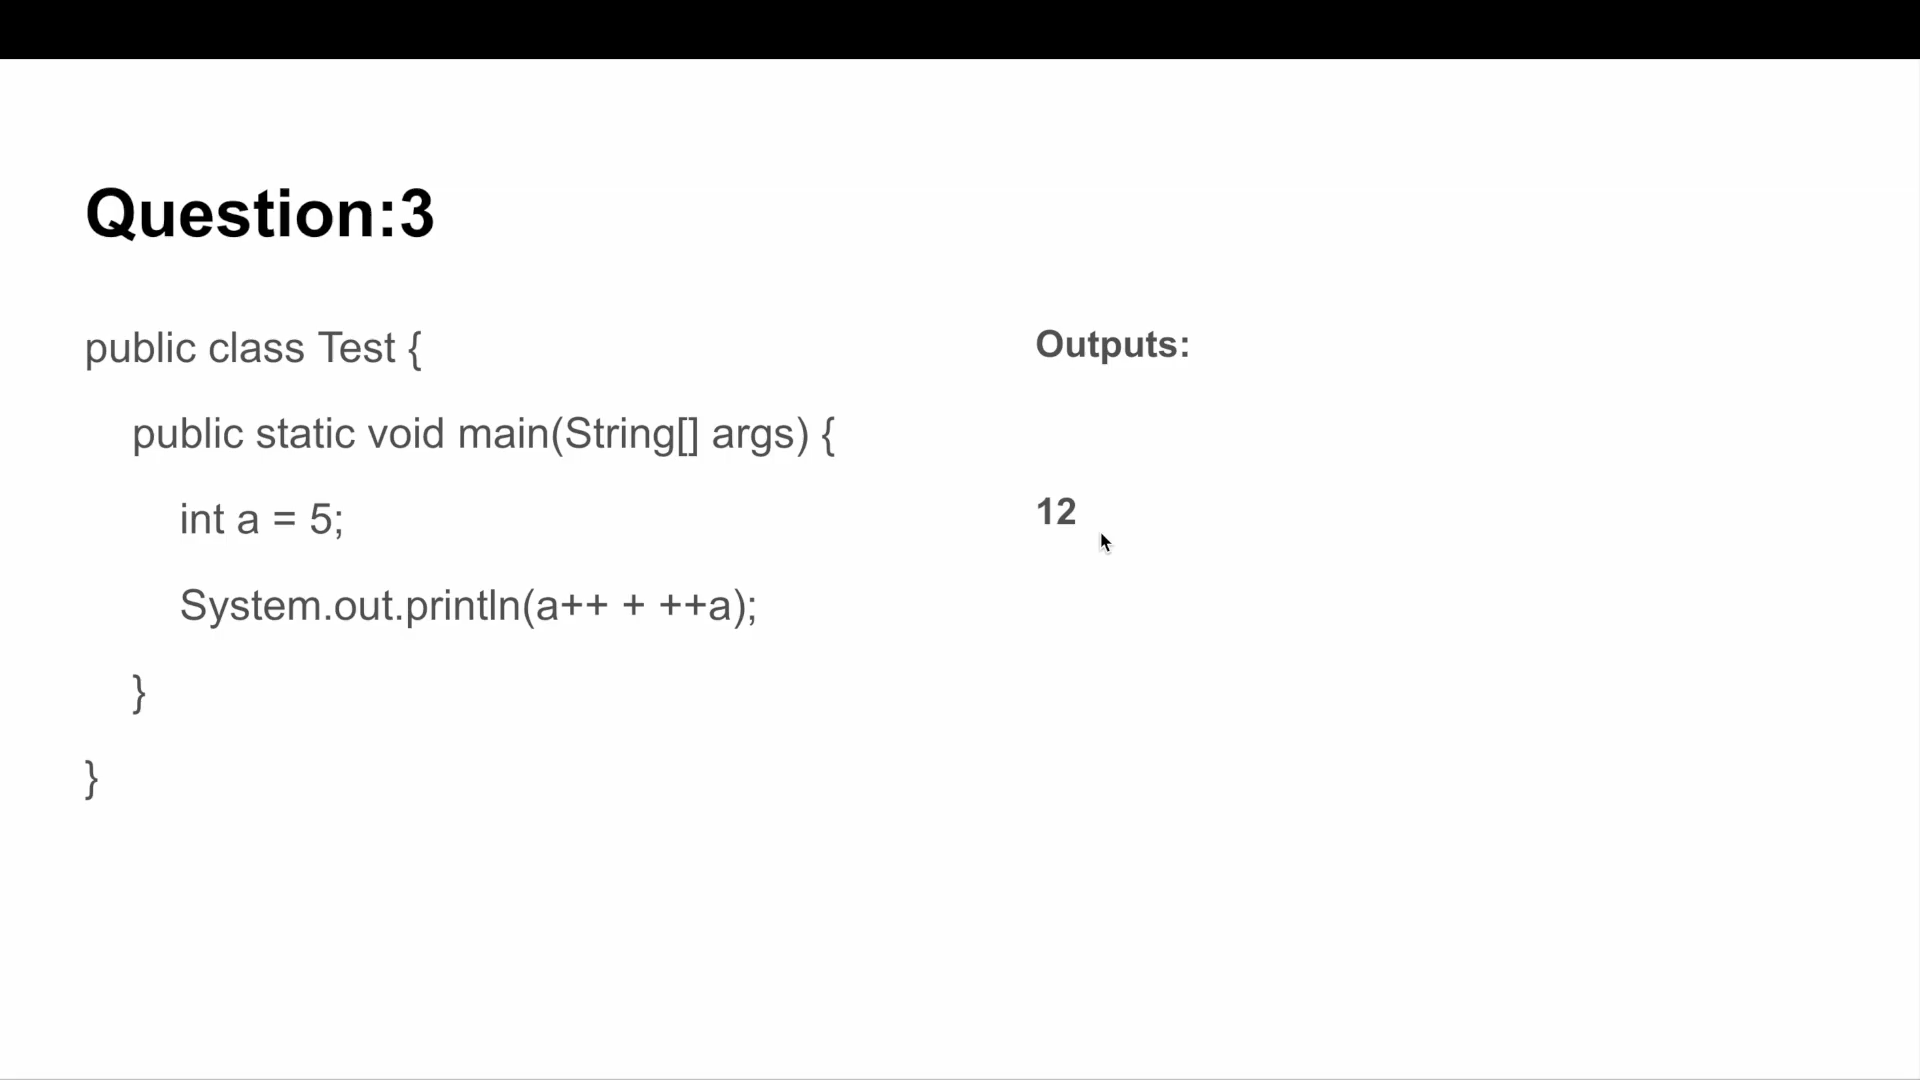 Question:3
public class Test {
public static void main(String[] args) {
int a = 5;
System.out.println(a++ + ++a);
}
}
Outputs:
12